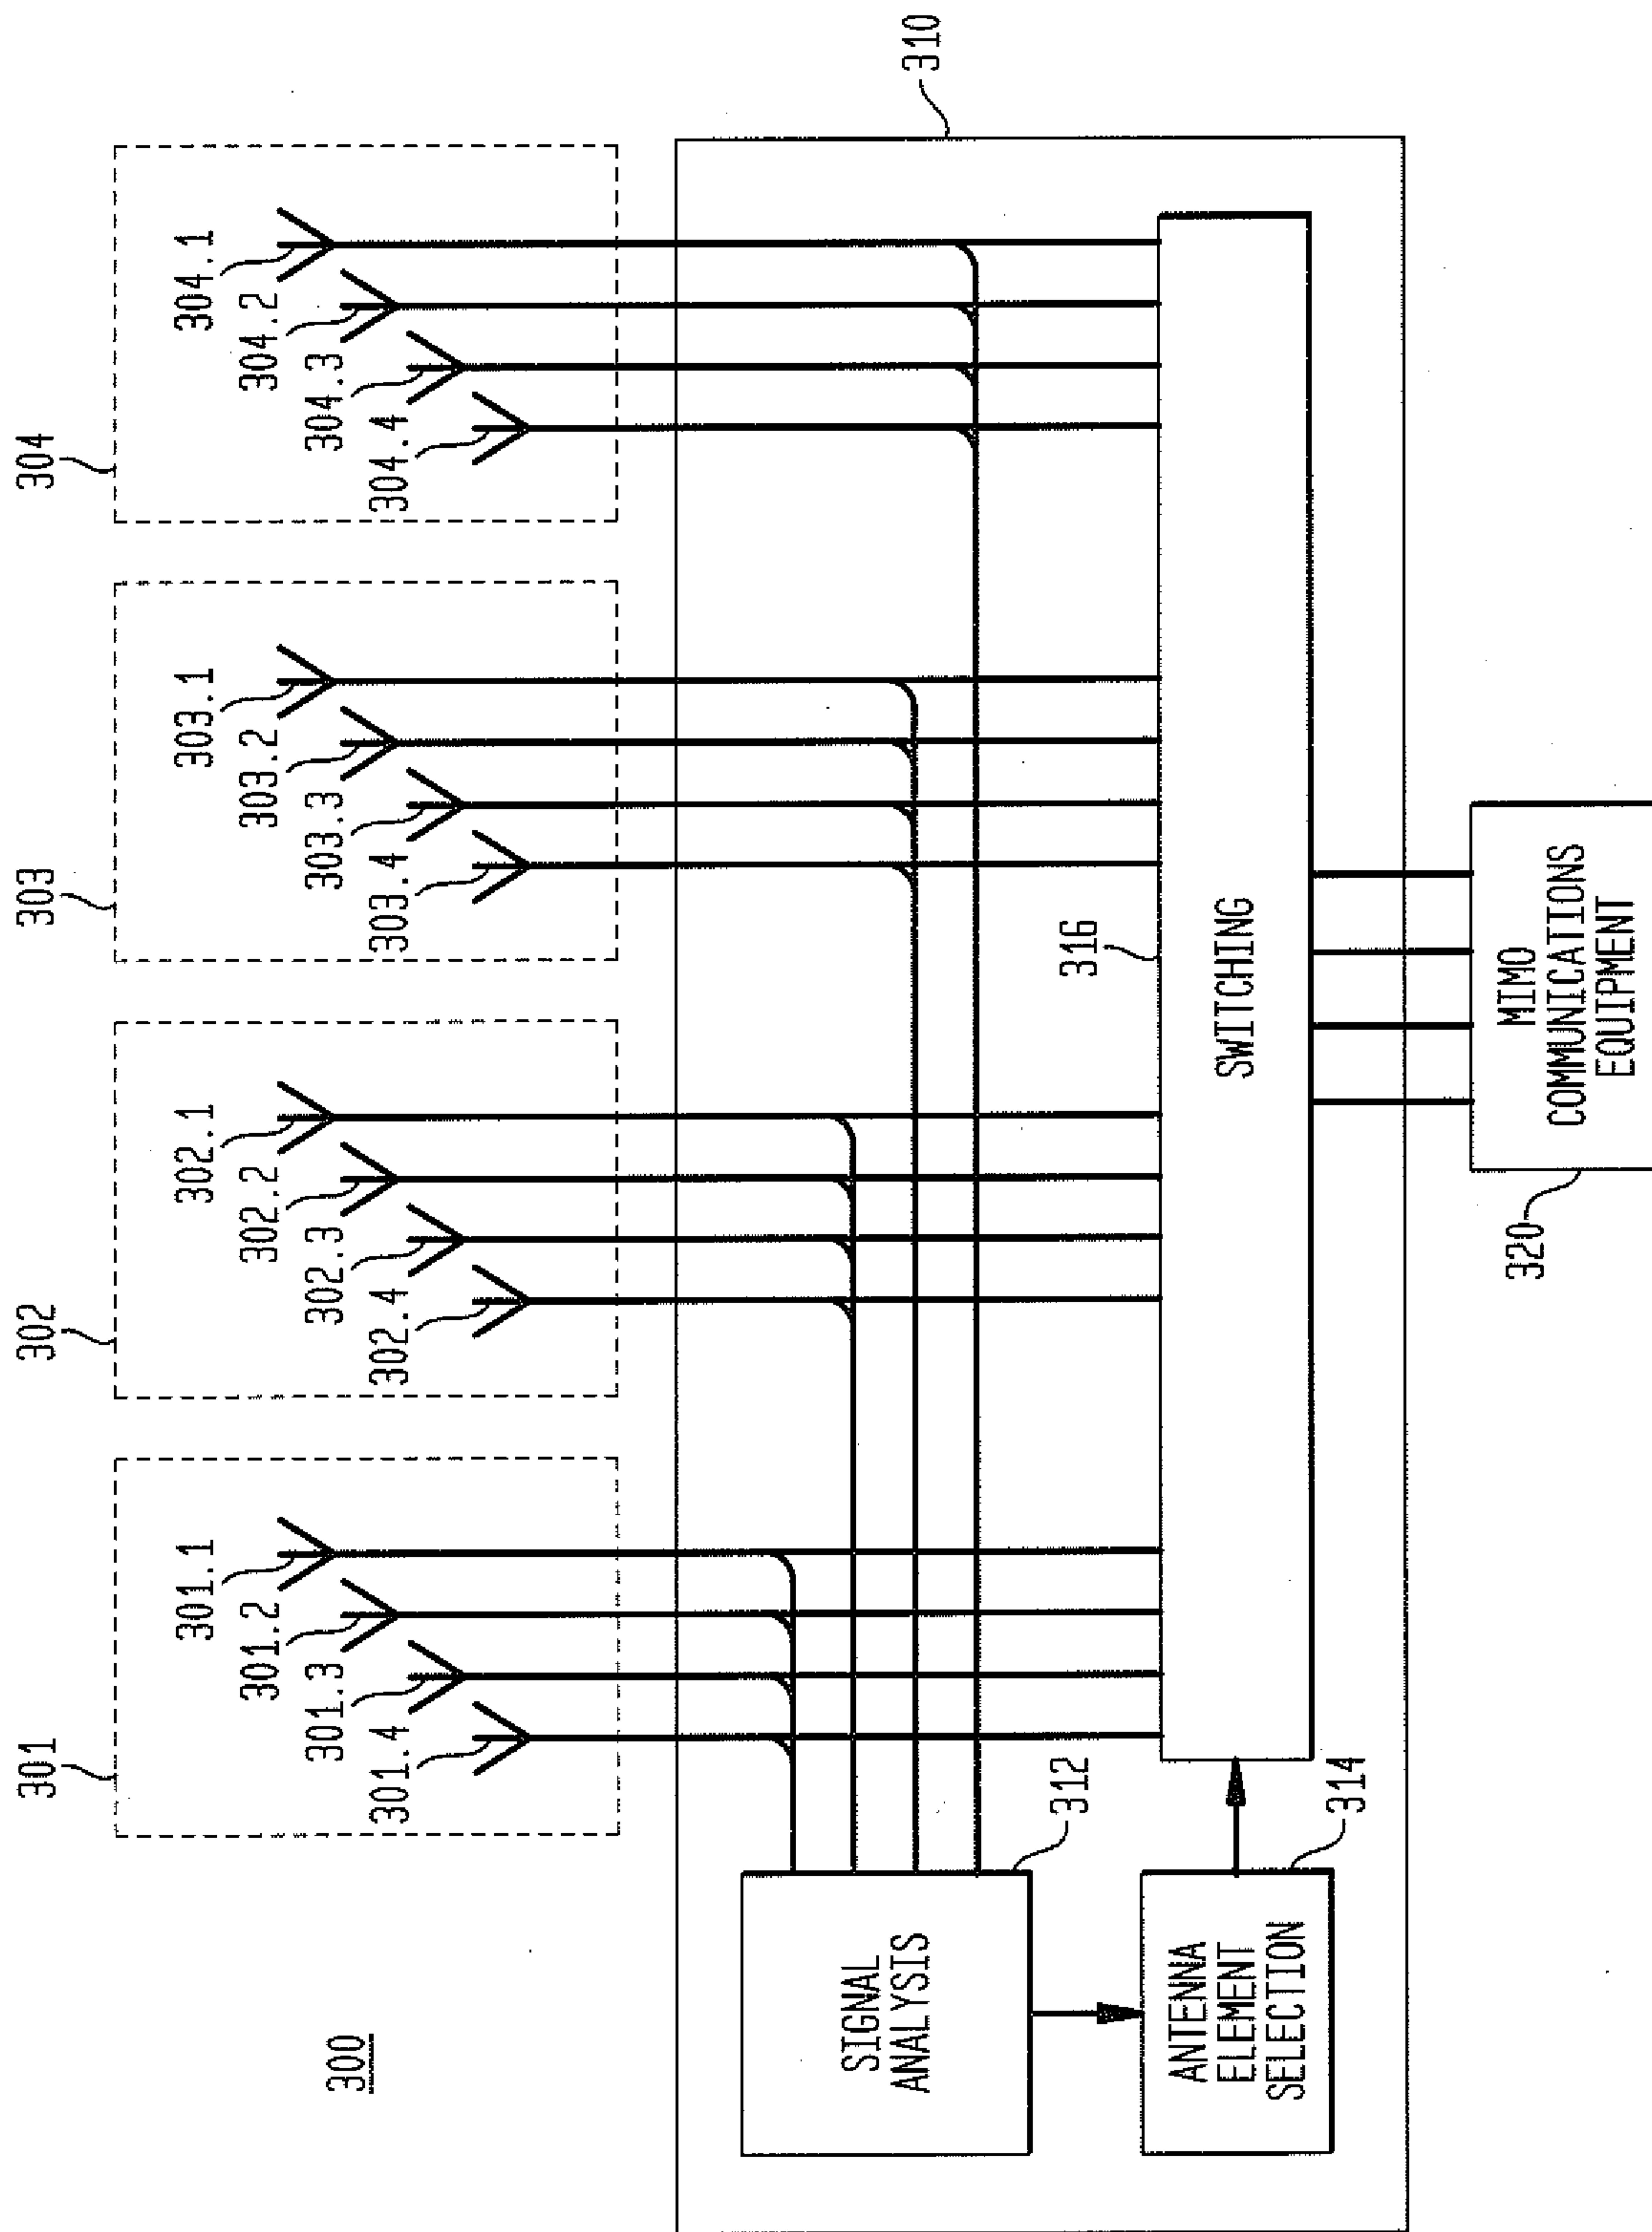 300
301
301.1
301.2
301.3
301.4
302
302.1
302.2
302.3
302.4
303
303.1
303.2
303.3
303.4
304
304.1
304.2
304.3
304.4
310
SIGNAL
ANALYSIS
312
ANTENNA
ELEMENT
SELECTION
314
316
SWITCHING
320
MIMO
COMMUNICATIONS
EQUIPMENT